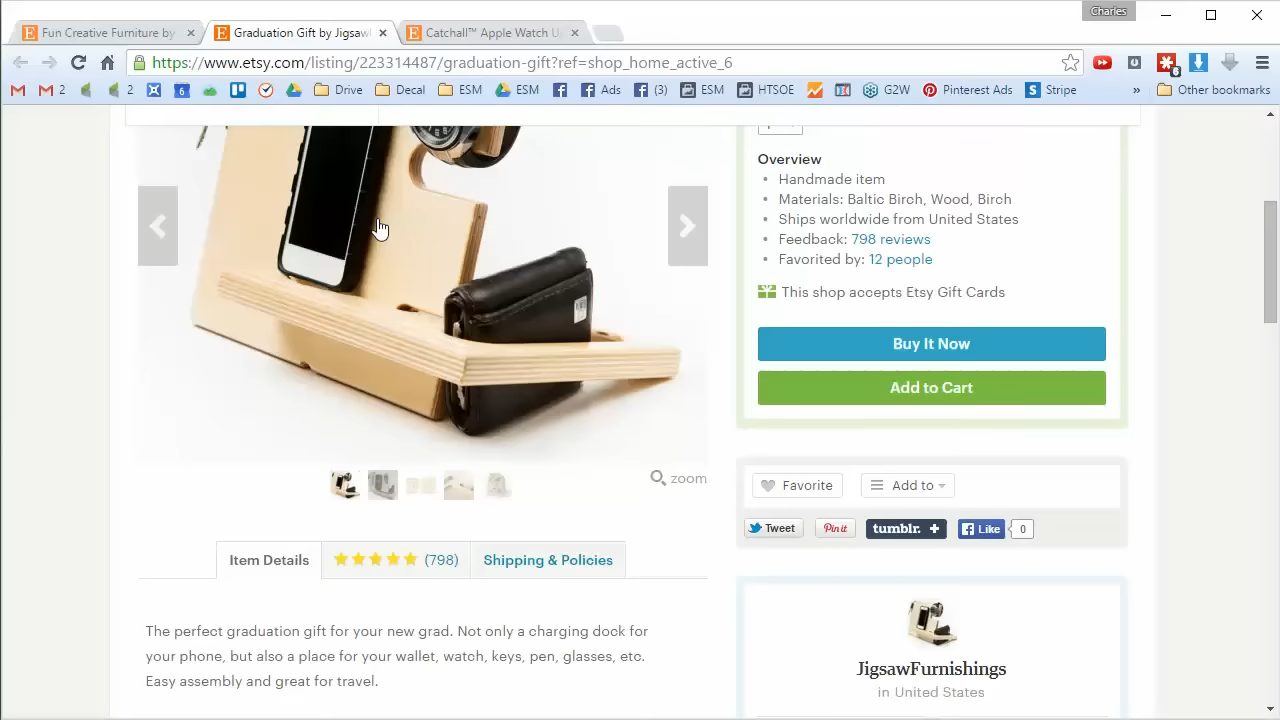 Charles
Fun Creative Furniture by
Graduation Gift by Jigsaw
Catchall™ Apple Watch U
https://www.etsy.com/listing/223314487/graduation-gift?ref=shop_home_active_6
2
2
6
Drive
Decal
ESM
ESM
Ads
(3)
ESM
HTSOE
G2W
Pinterest Ads
Stripe
»
Other bookmarks
6
Overview
• Handmade item
• Materials: Baltic Birch, Wood, Birch
• Ships worldwide from United States
• Feedback: 798 reviews
• Favorited by: 12 people
This shop accepts Etsy Gift Cards
Buy It Now
Add to Cart
zoom
Favorite
Add to
Tweet
Pin it
tumblr. +
Like
0
Item Details
(798)
Shipping & Policies
The perfect graduation gift for your new grad. Not only a charging dock for
your phone, but also a place for your wallet, watch, keys, pen, glasses, etc.
Easy assembly and great for travel.
JigsawFurnishings
in United States